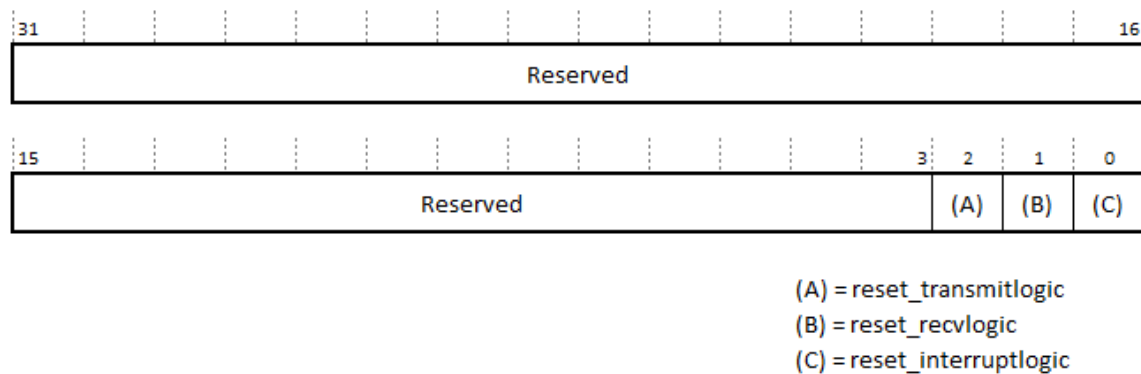 31 16
Reserved
15 3 2 1 0
Reserved (A) (B) (C)
(A) = reset_transmitlogic
(B) = reset_recvlogic
(C) = reset_interruptlogic